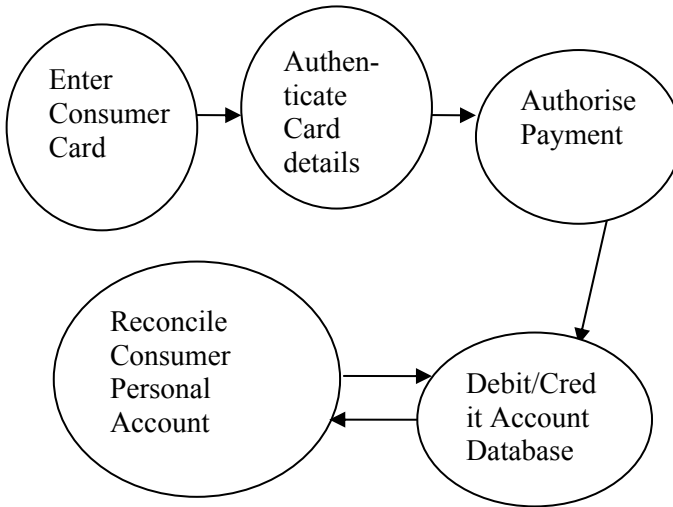 Enter
Consumer
Card
Authen-
ticate
Card
details
Authorise
Payment
Reconcile
Consumer
Personal
Account
Debit/Cred
it Account
Database